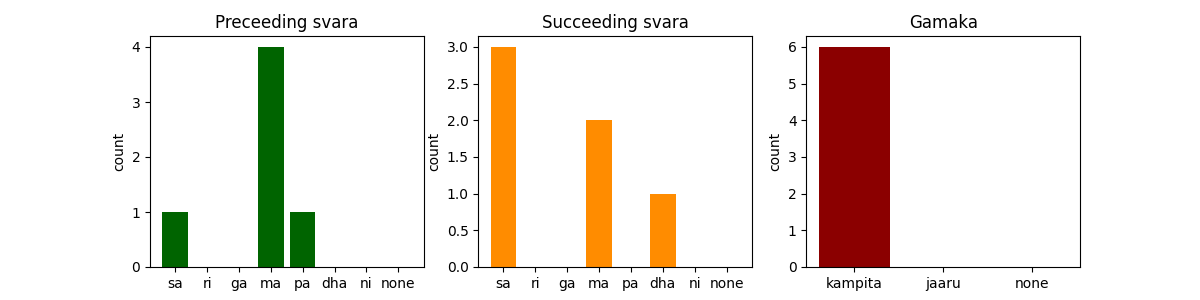 Preceeding svara
count
4
3
2
1
0
sa ri ga ma pa dha ni none
Succeeding svara
count
3.0
2.5
2.0
1.5
1.0
0.5
0.0
sa ri ga ma pa dha ni none
Gamaka
count
6
5
4
3
2
1
0
kampita jaaru none